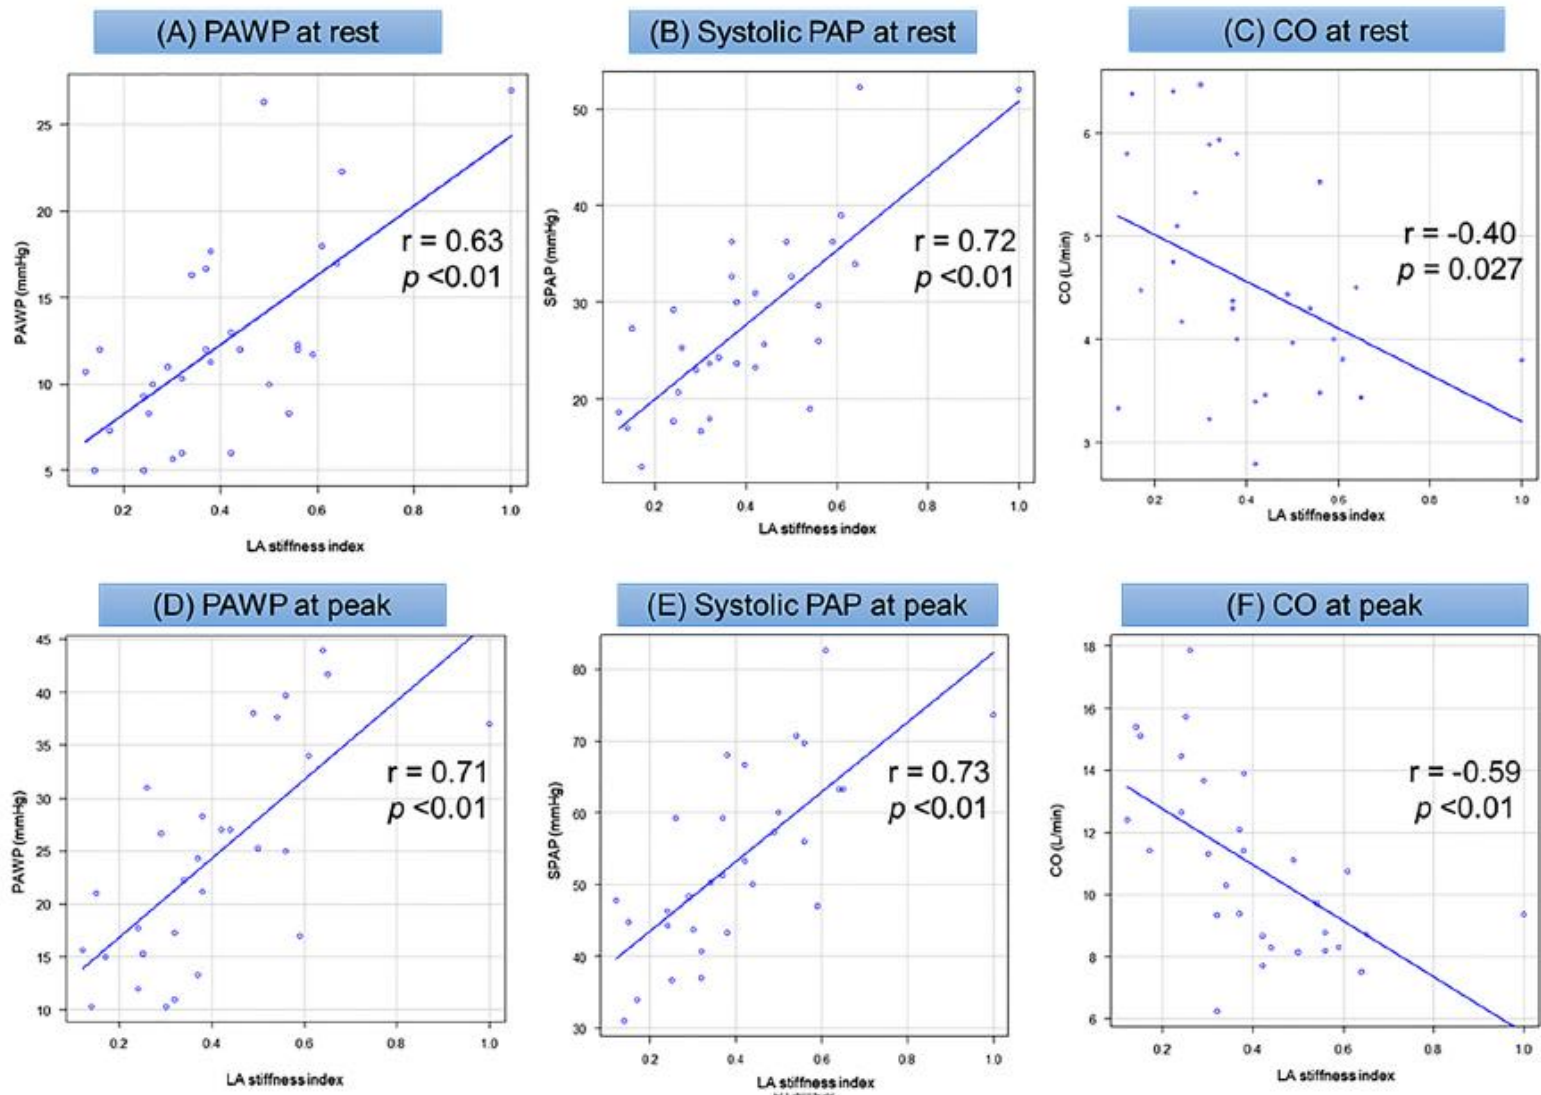 (A) PAWP at rest
(B) Systolic PAP at rest
(C) CO at rest
PAWP (mmHg)
25
20
15
10
5
r = 0.63
p <0.01
0.2 0.4 0.6 0.8 1.0
LA stiffness index
SPAP (mmHg)
50
40
30
20
r = 0.72
p <0.01
0.2 0.4 0.6 0.8 1.0
LA stiffness index
CO (L/min)
6
5
4
3
r = -0.40
p = 0.027
0.2 0.4 0.6 0.8 1.0
LA stiffness index
(D) PAWP at peak
(E) Systolic PAP at peak
(F) CO at peak
PAWP (mmHg)
45
40
35
30
25
20
15
10
r = 0.71
p <0.01
0.2 0.4 0.6 0.8 1.0
LA stiffness index
SPAP (mmHg)
80
70
60
50
40
30
r = 0.73
p <0.01
0.2 0.4 0.6 0.8 1.0
LA stiffness index
CO (L/min)
18
16
14
12
10
8
6
r = -0.59
p <0.01
0.2 0.4 0.6 0.8 1.0
LA stiffness index